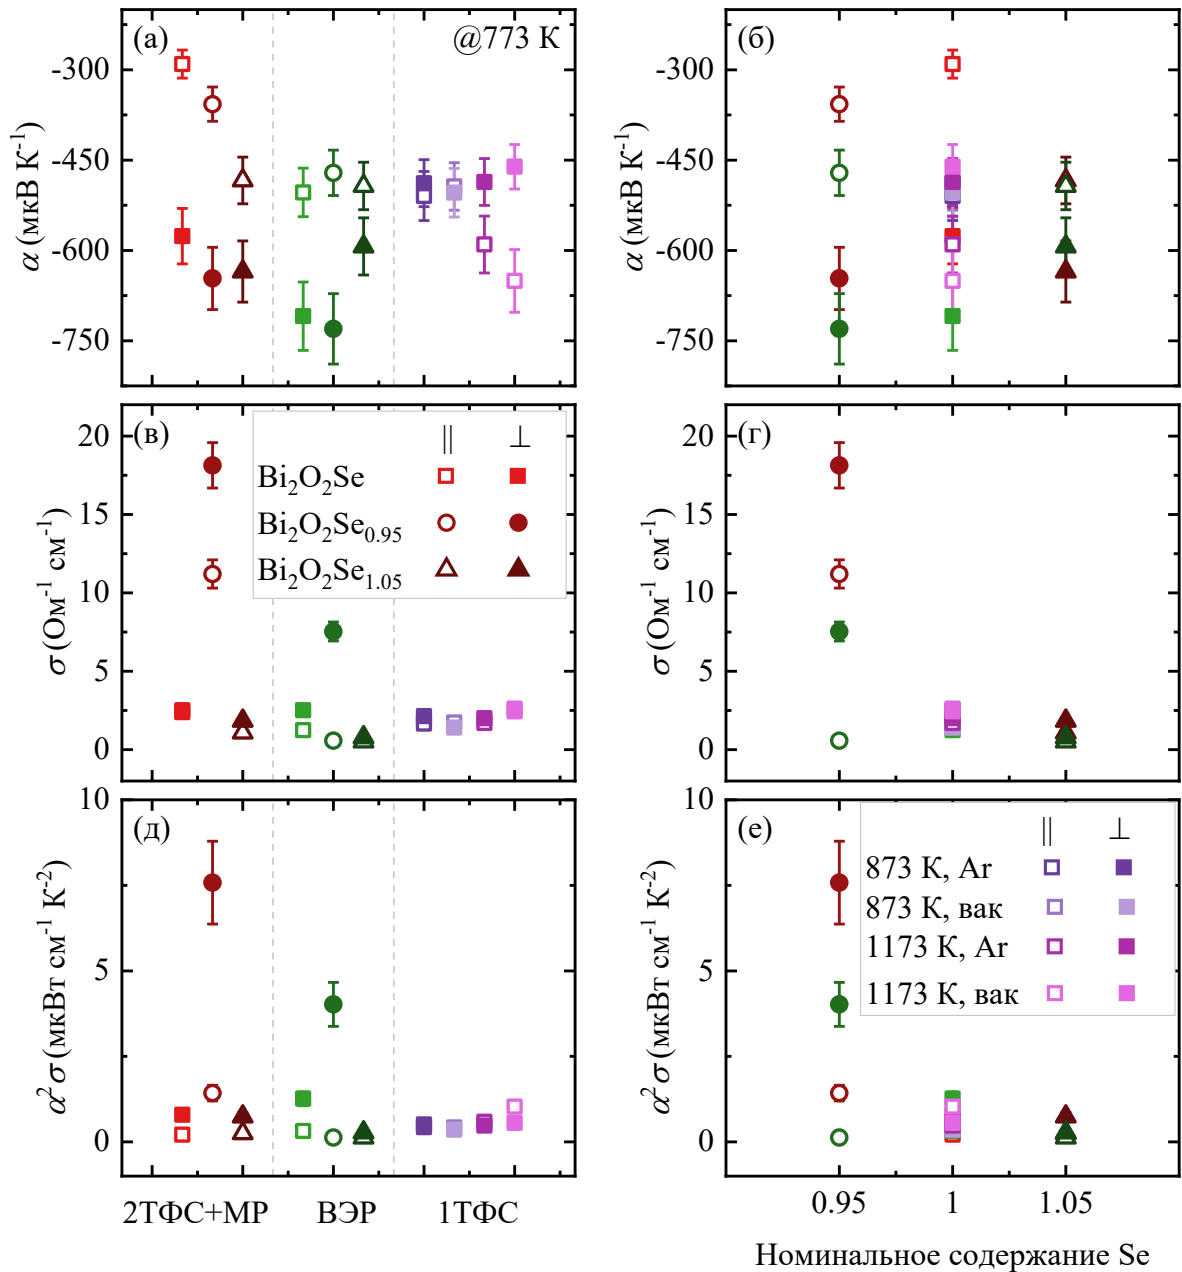 (а) @773 К
-300
-450
-600
-750
α (мкВ К⁻¹)
(б)
-300
-450
-600
-750
α (мкВ К⁻¹)
(в)
20
15
10
5
0
σ (Ом⁻¹ см⁻¹)
|| ⊥
Bi₂O₂Se
Bi₂O₂Se₀.₉₅
Bi₂O₂Se₁.₀₅
(г)
20
15
10
5
0
σ (Ом⁻¹ см⁻¹)
(д)
10
5
0
α²σ (мкВт см⁻¹ К⁻²)
2ТФС+МР ВЭР 1ТФС
(е)
10
5
0
α²σ (мкВт см⁻¹ К⁻²)
|| ⊥
873 К, Ar
873 К, вак
1173 К, Ar
1173 К, вак
0.95 1 1.05
Номинальное содержание Se